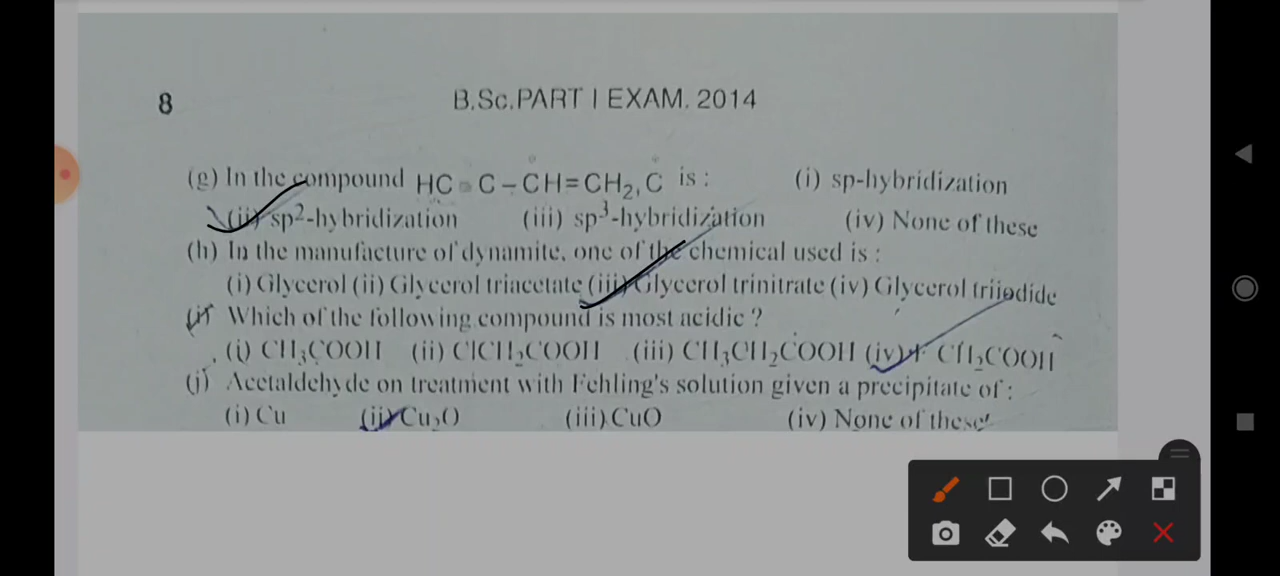 8 B.Sc.PART I EXAM. 2014
(g) In the compound HC ≡ C – CH=CH₂, C is : (i) sp-hybridization
(ii) sp²-hybridization (iii) sp³-hybridization (iv) None of these
(h) In the manufacture of dynamite, one of the chemical used is :
(i) Glycerol (ii) Glycerol triacetate (iii) Glycerol trinitrate (iv) Glycerol triiodide
Which of the following compound is most acidic ?
(i) CH₃COOH (ii) ClCH₂COOH (iii) CH₃CH₂COOH (iv)
(j) Acetaldehyde on treatment with Fehling's solution given a precipitate of :
(i) Cu (ii) Cu₂O (iii) CuO (iv) None of these